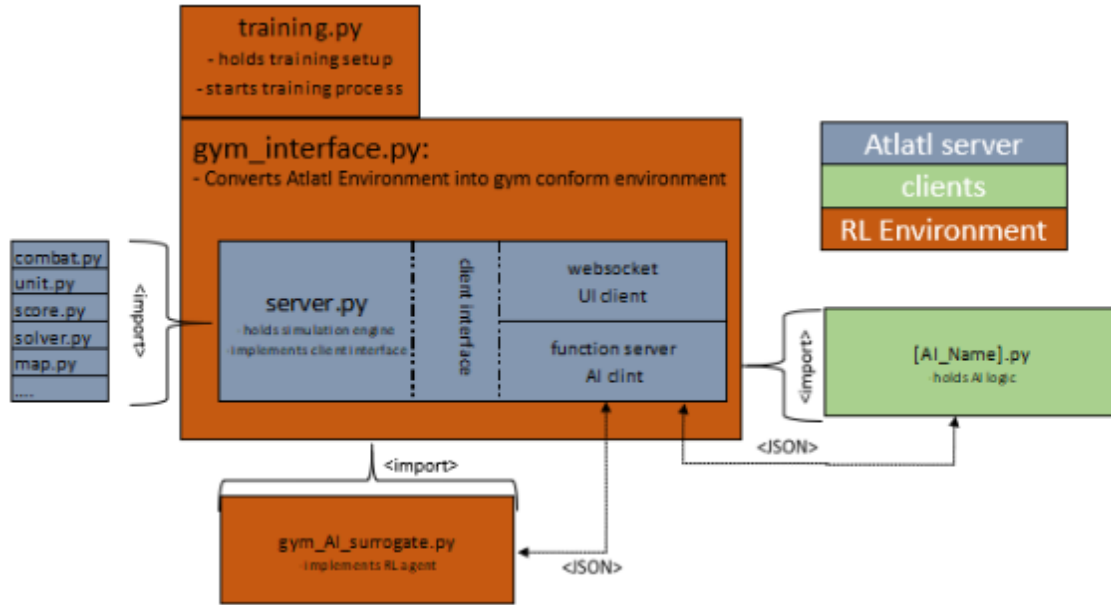 training.py
- holds training setup
- starts training process
gym_interface.py:
- Converts Atlatl Environment into gym conform environment
Atlatl server
clients
RL Environment
combat.py
unit.py
score.py
solver.py
map.py
....
<import>
server.py
-holds simulation engine
-implements client interface
client interface
websocket
UI client
function server
AI clint
<import>
[AI_Name].py
-holds AI logic
<JSON>
<import>
gym_AI_surrogate.py
-implements RL agent
<JSON>